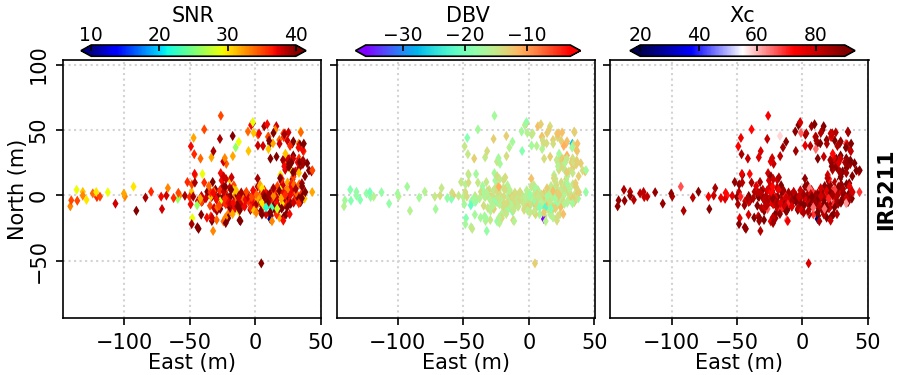 SNR DBV Xc
10 20 30 40 −30 −20 −10 20 40 60 80
100
50
0
−50
North (m)
−100 −50 0 50 −100 −50 0 50 −100 −50 0 50
East (m) East (m) East (m)
IR5211